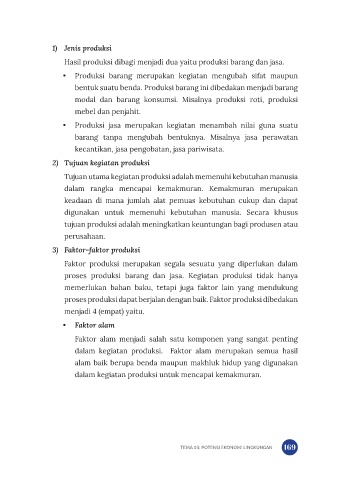 1) Jenis produksi
Hasil produksi dibagi menjadi dua yaitu produksi barang dan jasa.
• Produksi barang merupakan kegiatan mengubah sifat maupun
bentuk suatu benda. Produksi barang ini dibedakan menjadi barang
modal dan barang konsumsi. Misalnya produksi roti, produksi
mebel dan penjahit.
• Produksi jasa merupakan kegiatan menambah nilai guna suatu
barang tanpa mengubah bentuknya. Misalnya jasa perawatan
kecantikan, jasa pengobatan, jasa pariwisata.
2) Tujuan kegiatan produksi
Tujuan utama kegiatan produksi adalah memenuhi kebutuhan manusia
dalam rangka mencapai kemakmuran. Kemakmuran merupakan
keadaan di mana jumlah alat pemuas kebutuhan cukup dan dapat
digunakan untuk memenuhi kebutuhan manusia. Secara khusus
tujuan produksi adalah meningkatkan keuntungan bagi produsen atau
perusahaan.
3) Faktor-faktor produksi
Faktor produksi merupakan segala sesuatu yang diperlukan dalam
proses produksi barang dan jasa. Kegiatan produksi tidak hanya
memerlukan bahan baku, tetapi juga faktor lain yang mendukung
proses produksi dapat berjalan dengan baik. Faktor produksi dibedakan
menjadi 4 (empat) yaitu.
• Faktor alam
Faktor alam menjadi salah satu komponen yang sangat penting
dalam kegiatan produksi. Faktor alam merupakan semua hasil
alam baik berupa benda maupun makhluk hidup yang digunakan
dalam kegiatan produksi untuk mencapai kemakmuran.
TEMA 03: POTENSI EKONOMI LINGKUNGAN 169